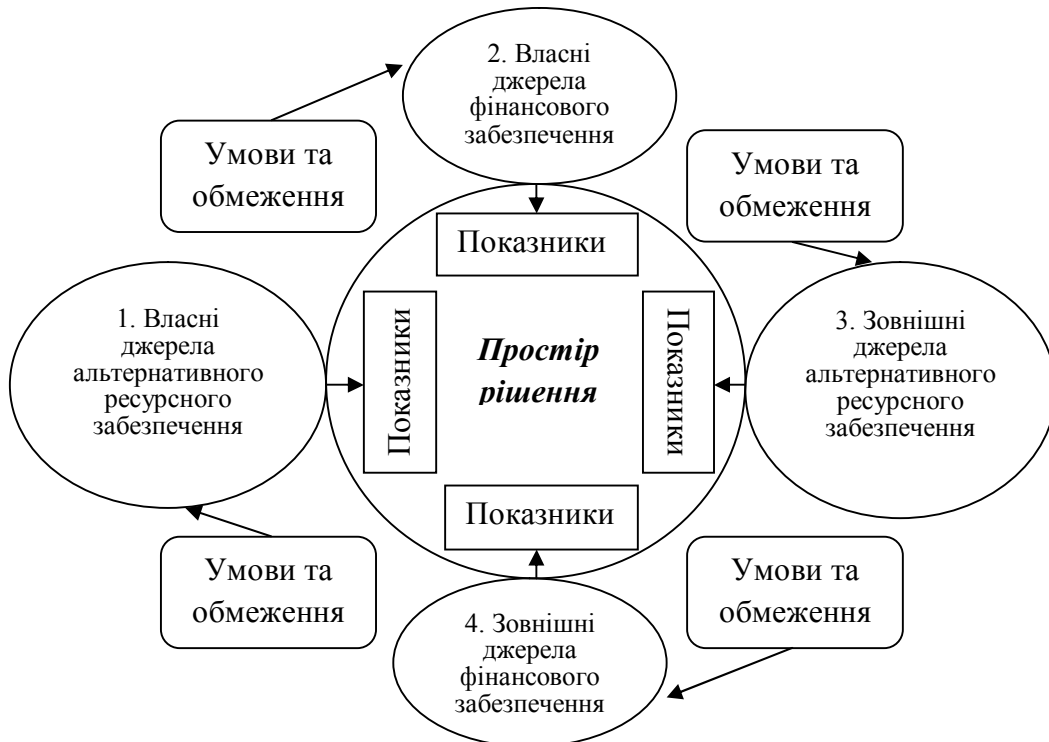 2. Власні
джерела
фінансового
забезпечення
Умови та
обмеження
Умови та
обмеження
Показники
1. Власні
джерела
альтернативного
ресурсного
забезпечення
Показники
Простір
рішення
Показники
3. Зовнішні
джерела
альтернативного
ресурсного
забезпечення
Показники
Умови та
обмеження
4. Зовнішні
джерела
фінансового
забезпечення
Умови та
обмеження